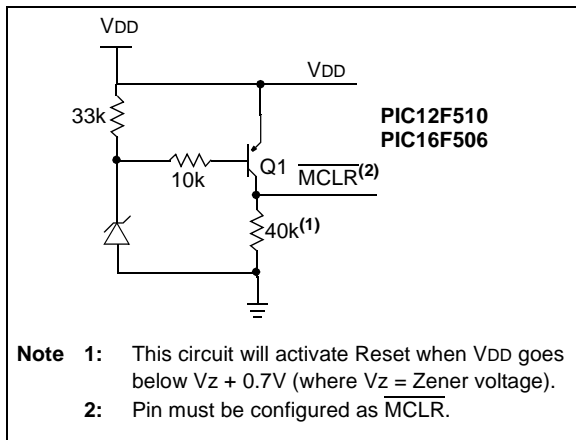 VDD
VDD
33k
PIC12F510
PIC16F506
Q1
MCLR(2)
10k
40k(1)
Note 1: This circuit will activate Reset when VDD goes
below Vz + 0.7V (where Vz = Zener voltage).
2: Pin must be configured as MCLR.